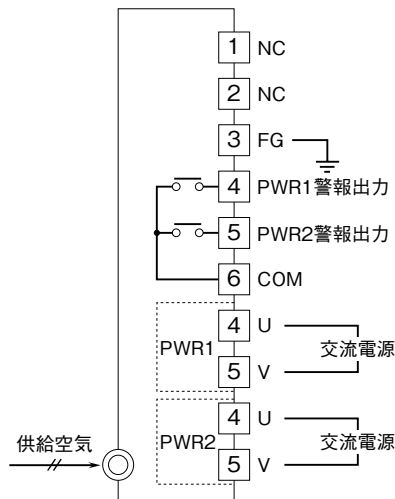 1 NC
2 NC
3 FG
4 PWR1警報出力
5 PWR2警報出力
6 COM
PWR1
4 U
5 V
交流電源
PWR2
4 U
5 V
交流電源
供給空気